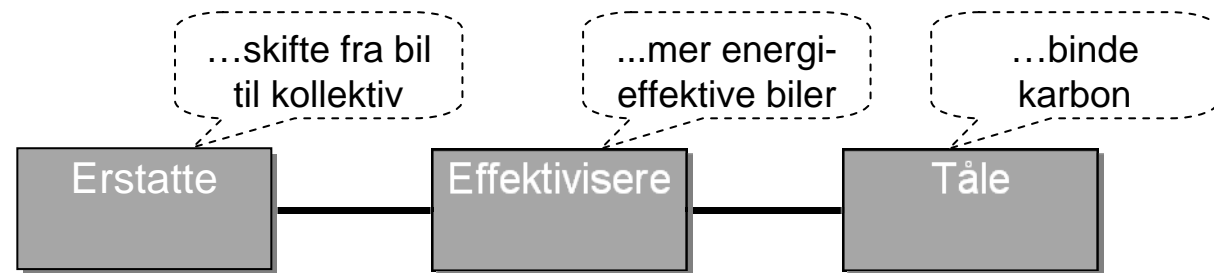 …skifte fra bil
til kollektiv
...mer energi-
effektive biler
…binde
karbon
Erstatte
Effektivisere
Tåle